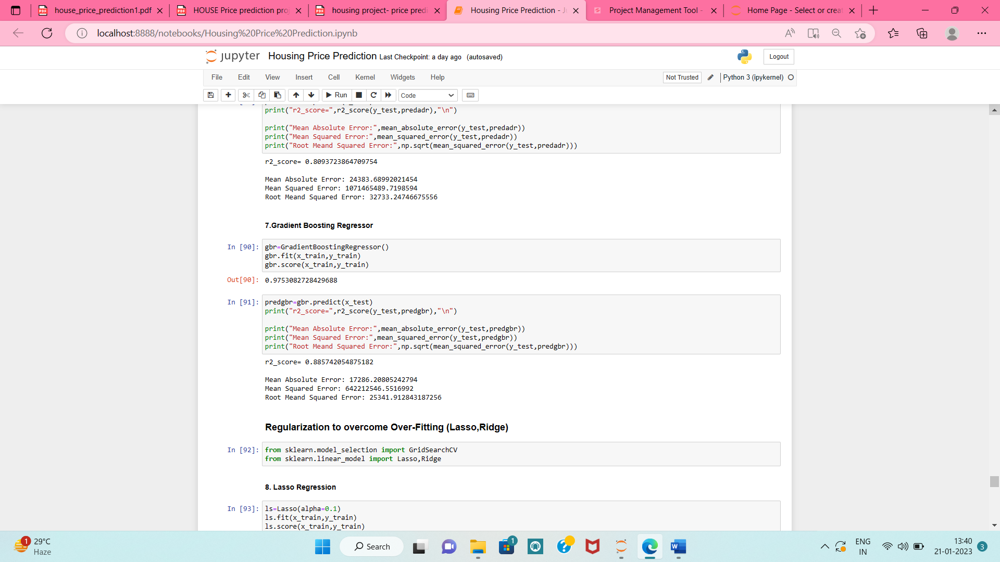 house_price_prediction1.pdf
HOUSE Price prediction pro
housing project- price predi
Housing Price Prediction - J
Project Management Tool -
Home Page - Select or creat
localhost:8888/notebooks/Housing%20Price%20Prediction.ipynb
jupyter Housing Price Prediction Last Checkpoint: a day ago (autosaved)
Logout
File Edit View Insert Cell Kernel Widgets Help
Not Trusted Python 3 (ipykernel)
Run Code
print("r2_score=",r2_score(y_test,predadr),"\n")
print("Mean Absolute Error:",mean_absolute_error(y_test,predadr))
print("Mean Squared Error:",mean_squared_error(y_test,predadr))
print("Root Meand Squared Error:",np.sqrt(mean_squared_error(y_test,predadr)))
r2_score= 0.8093723864709754
Mean Absolute Error: 24383.68992021454
Mean Squared Error: 1071465489.7198594
Root Meand Squared Error: 32733.24746675556
7.Gradient Boosting Regressor
In [90]: gbr=GradientBoostingRegressor()
gbr.fit(x_train,y_train)
gbr.score(x_train,y_train)
Out[90]: 0.9753082728429688
In [91]: predgbr=gbr.predict(x_test)
print("r2_score=",r2_score(y_test,predgbr),"\n")
print("Mean Absolute Error:",mean_absolute_error(y_test,predgbr))
print("Mean Squared Error:",mean_squared_error(y_test,predgbr))
print("Root Meand Squared Error:",np.sqrt(mean_squared_error(y_test,predgbr)))
r2_score= 0.885742054875182
Mean Absolute Error: 17286.20805242794
Mean Squared Error: 642212546.5516992
Root Meand Squared Error: 25341.912843187256
Regularization to overcome Over-Fitting (Lasso,Ridge)
In [92]: from sklearn.model_selection import GridSearchCV
from sklearn.linear_model import Lasso,Ridge
8. Lasso Regression
In [93]: ls=Lasso(alpha=0.1)
ls.fit(x_train,y_train)
ls.score(x_train,y_train)
1
29°C
Haze
Search
1
ENG
IN
13:40
21-01-2023
3